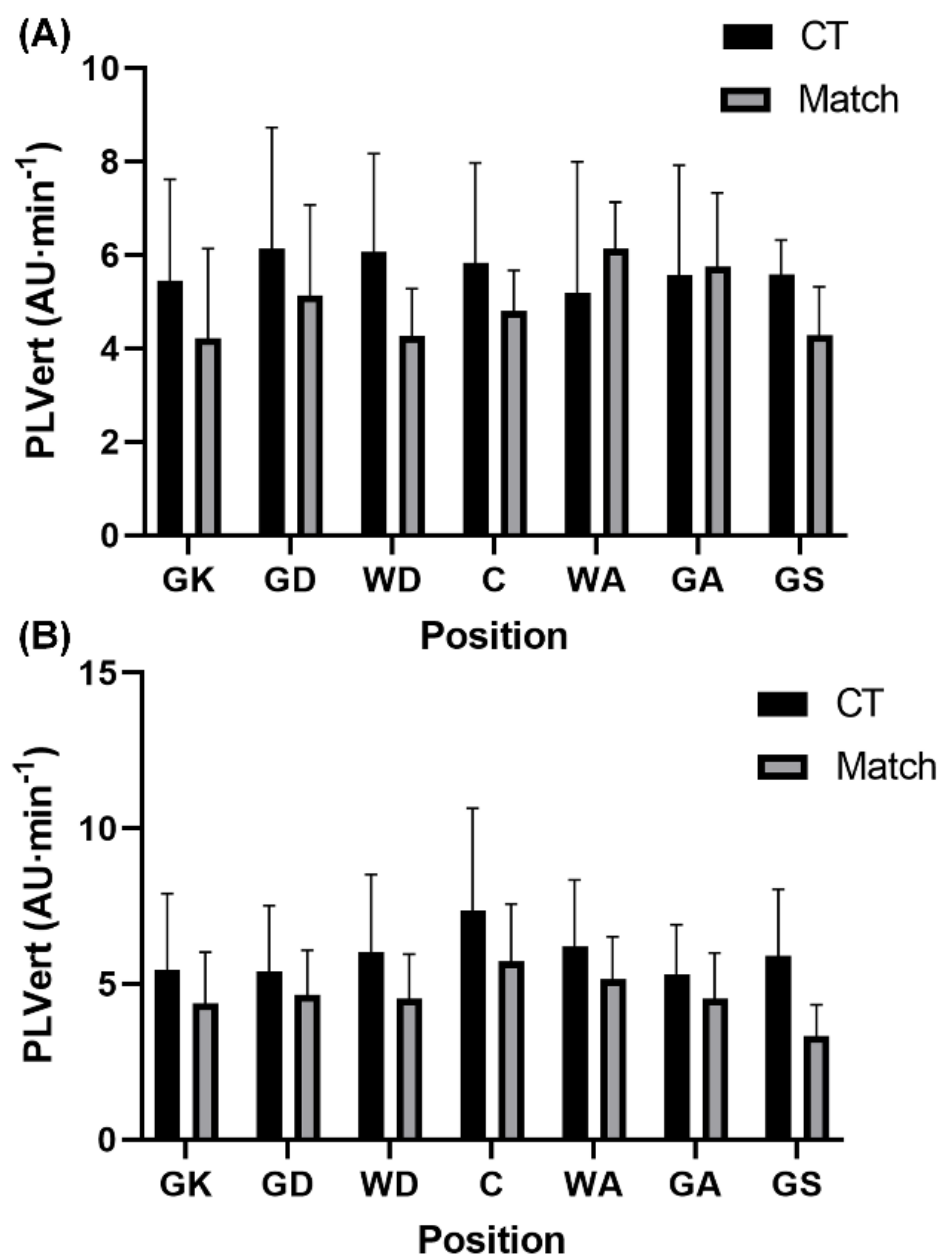 (A)
CT
Match
PLVert (AU·min⁻¹)
10
8
6
4
2
0
GK GD WD C WA GA GS
Position
(B)
CT
Match
PLVert (AU·min⁻¹)
15
10
5
0
GK GD WD C WA GA GS
Position